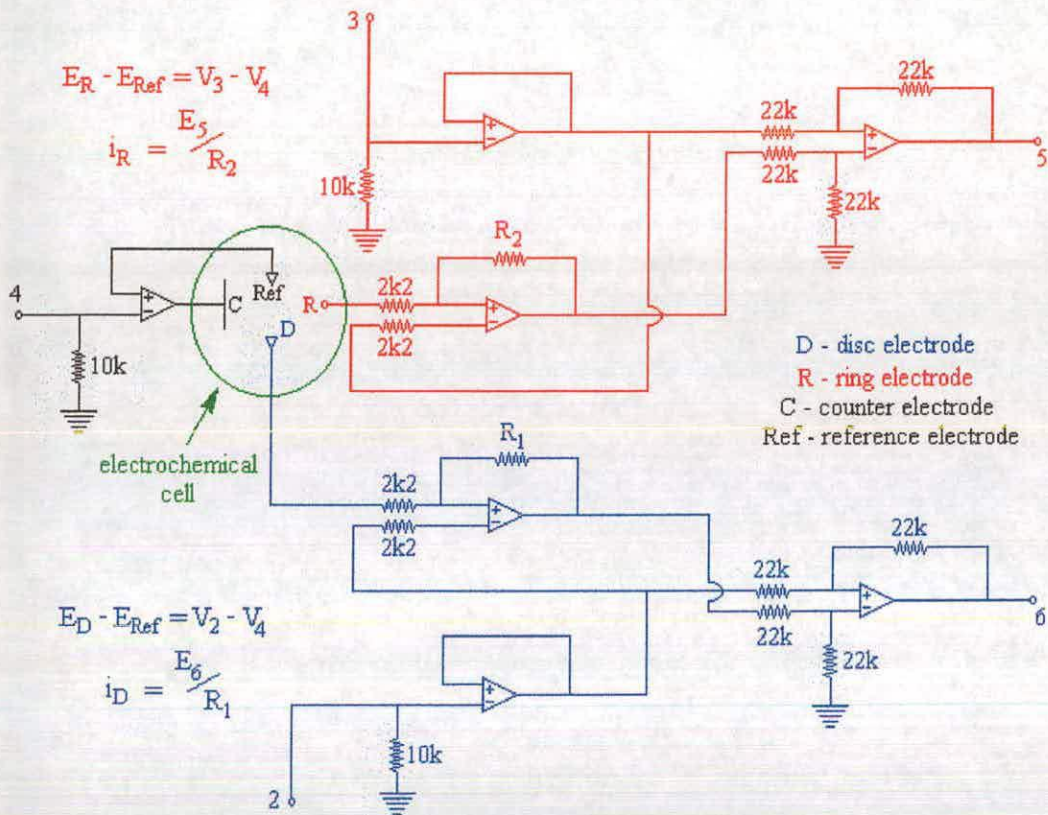 3
E_R - E_Ref = V_3 - V_4
i_R = E_5/R_2
22k
22k
22k
22k
10k
5
R_2
4
+
-
C
Ref
R
2k2
2k2
D
10k
D - disc electrode
R - ring electrode
C - counter electrode
Ref - reference electrode
electrochemical
cell
R_1
2k2
2k2
22k
22k
22k
22k
6
E_D - E_Ref = V_2 - V_4
i_D = E_6/R_1
10k
2